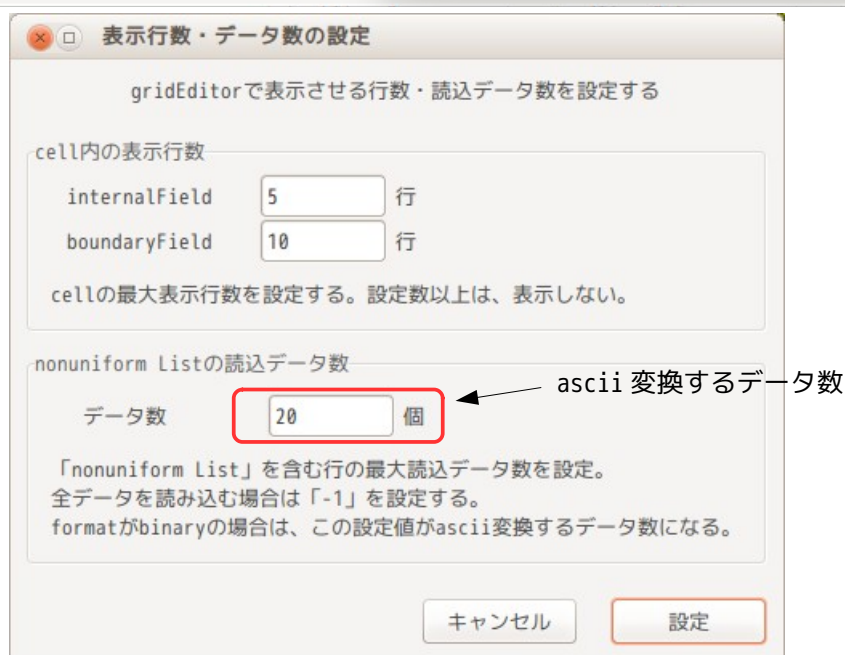 表示行数・データ数の設定
gridEditorで表示させる行数・読込データ数を設定する
cell内の表示行数
internalField 5 行
boundaryField 10 行
cellの最大表示行数を設定する。設定数以上は、表示しない。
nonuniform Listの読込データ数
ascii 変換するデータ数
データ数 20 個
「nonuniform List」を含む行の最大読込データ数を設定。
全データを読み込む場合は「-1」を設定する。
formatがbinaryの場合は、この設定値がascii変換するデータ数になる。
キャンセル 設定